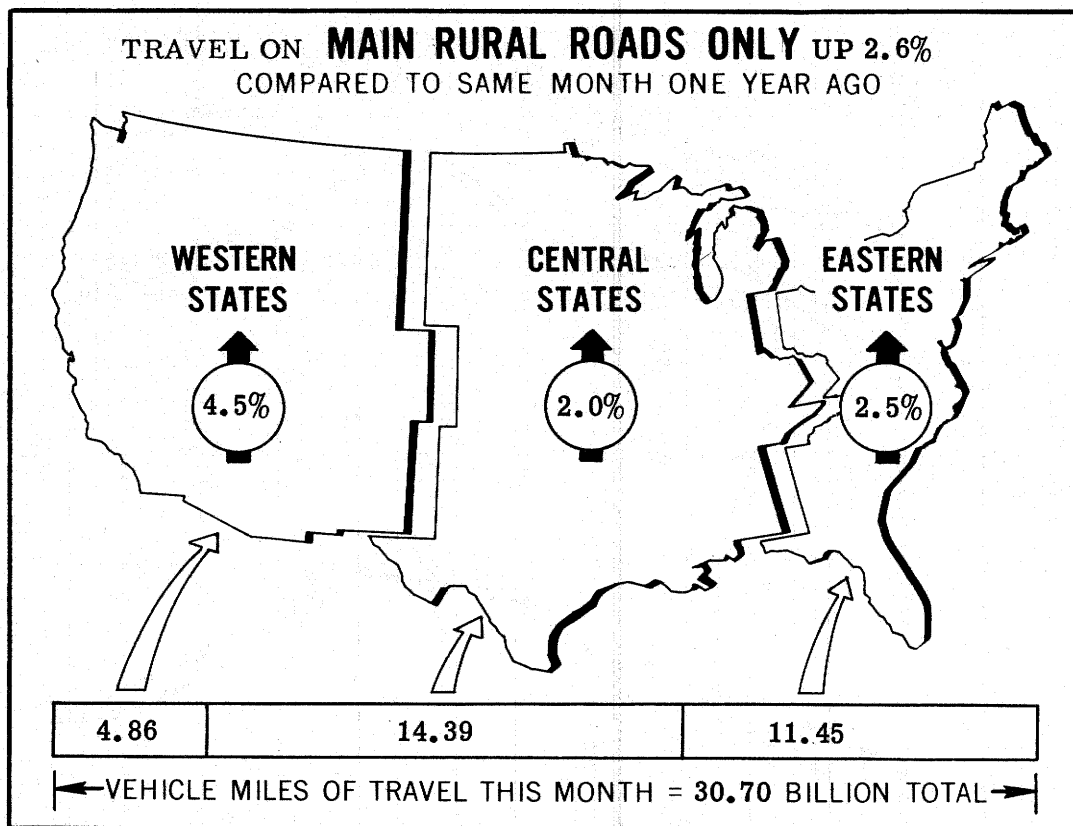 TRAVEL ON MAIN RURAL ROADS ONLY UP 2.6%
COMPARED TO SAME MONTH ONE YEAR AGO
WESTERN
STATES
4.5%
CENTRAL
STATES
2.0%
EASTERN
STATES
2.5%
4.86 14.39 11.45
VEHICLE MILES OF TRAVEL THIS MONTH = 30.70 BILLION TOTAL